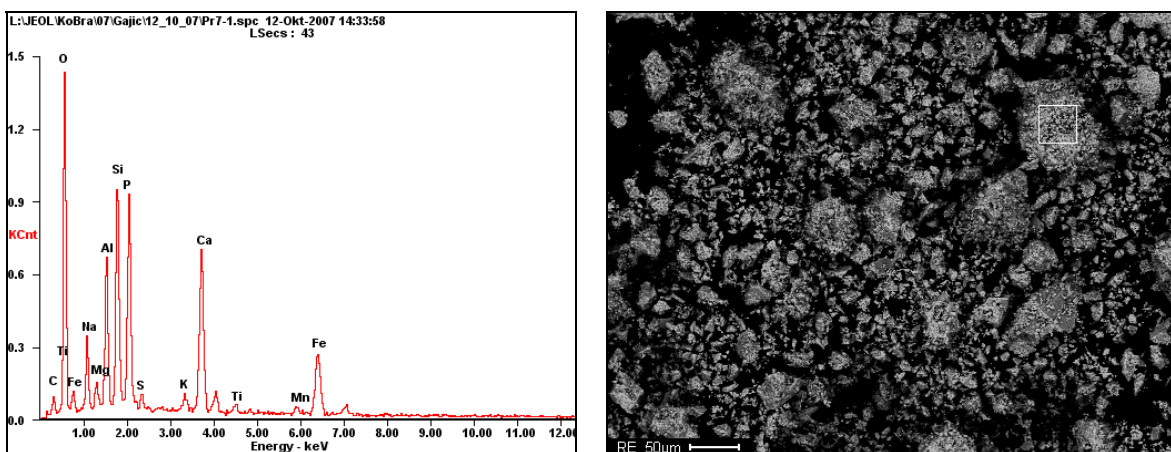 L:\JEOL\KoBra\07\Gajic\12_10_07\Pr7-1.spc 12-Okt-2007 14:33:58
LSecs : 43
1.5
O
1.2
Si
P
0.9
KCnt
Ca
Al
0.6
Na
0.3
Ti
Fe
Mg
C
Fe
S
K
Ti
Mn
0.0
1.00 2.00 3.00 4.00 5.00 6.00 7.00 8.00 9.00 10.00 11.00 12.00
Energy - keV
RE 50µm